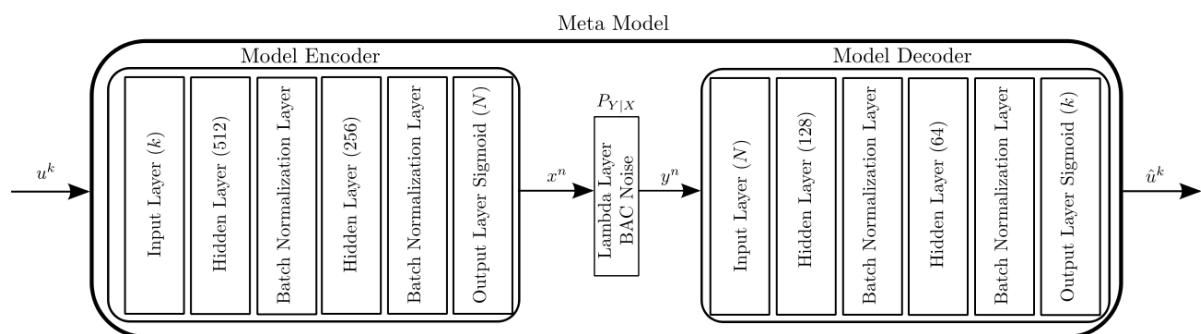 Meta Model
Model Encoder
Model Decoder
u^k
Input Layer (k)
Hidden Layer (512)
Batch Normalization Layer
Hidden Layer (256)
Batch Normalization Layer
Output Layer Sigmoid (N)
x^n
P_{Y|X}
Lambda Layer
BAC Noise
y^n
Input Layer (N)
Hidden Layer (128)
Batch Normalization Layer
Hidden Layer (64)
Batch Normalization Layer
Output Layer Sigmoid (k)
û^k